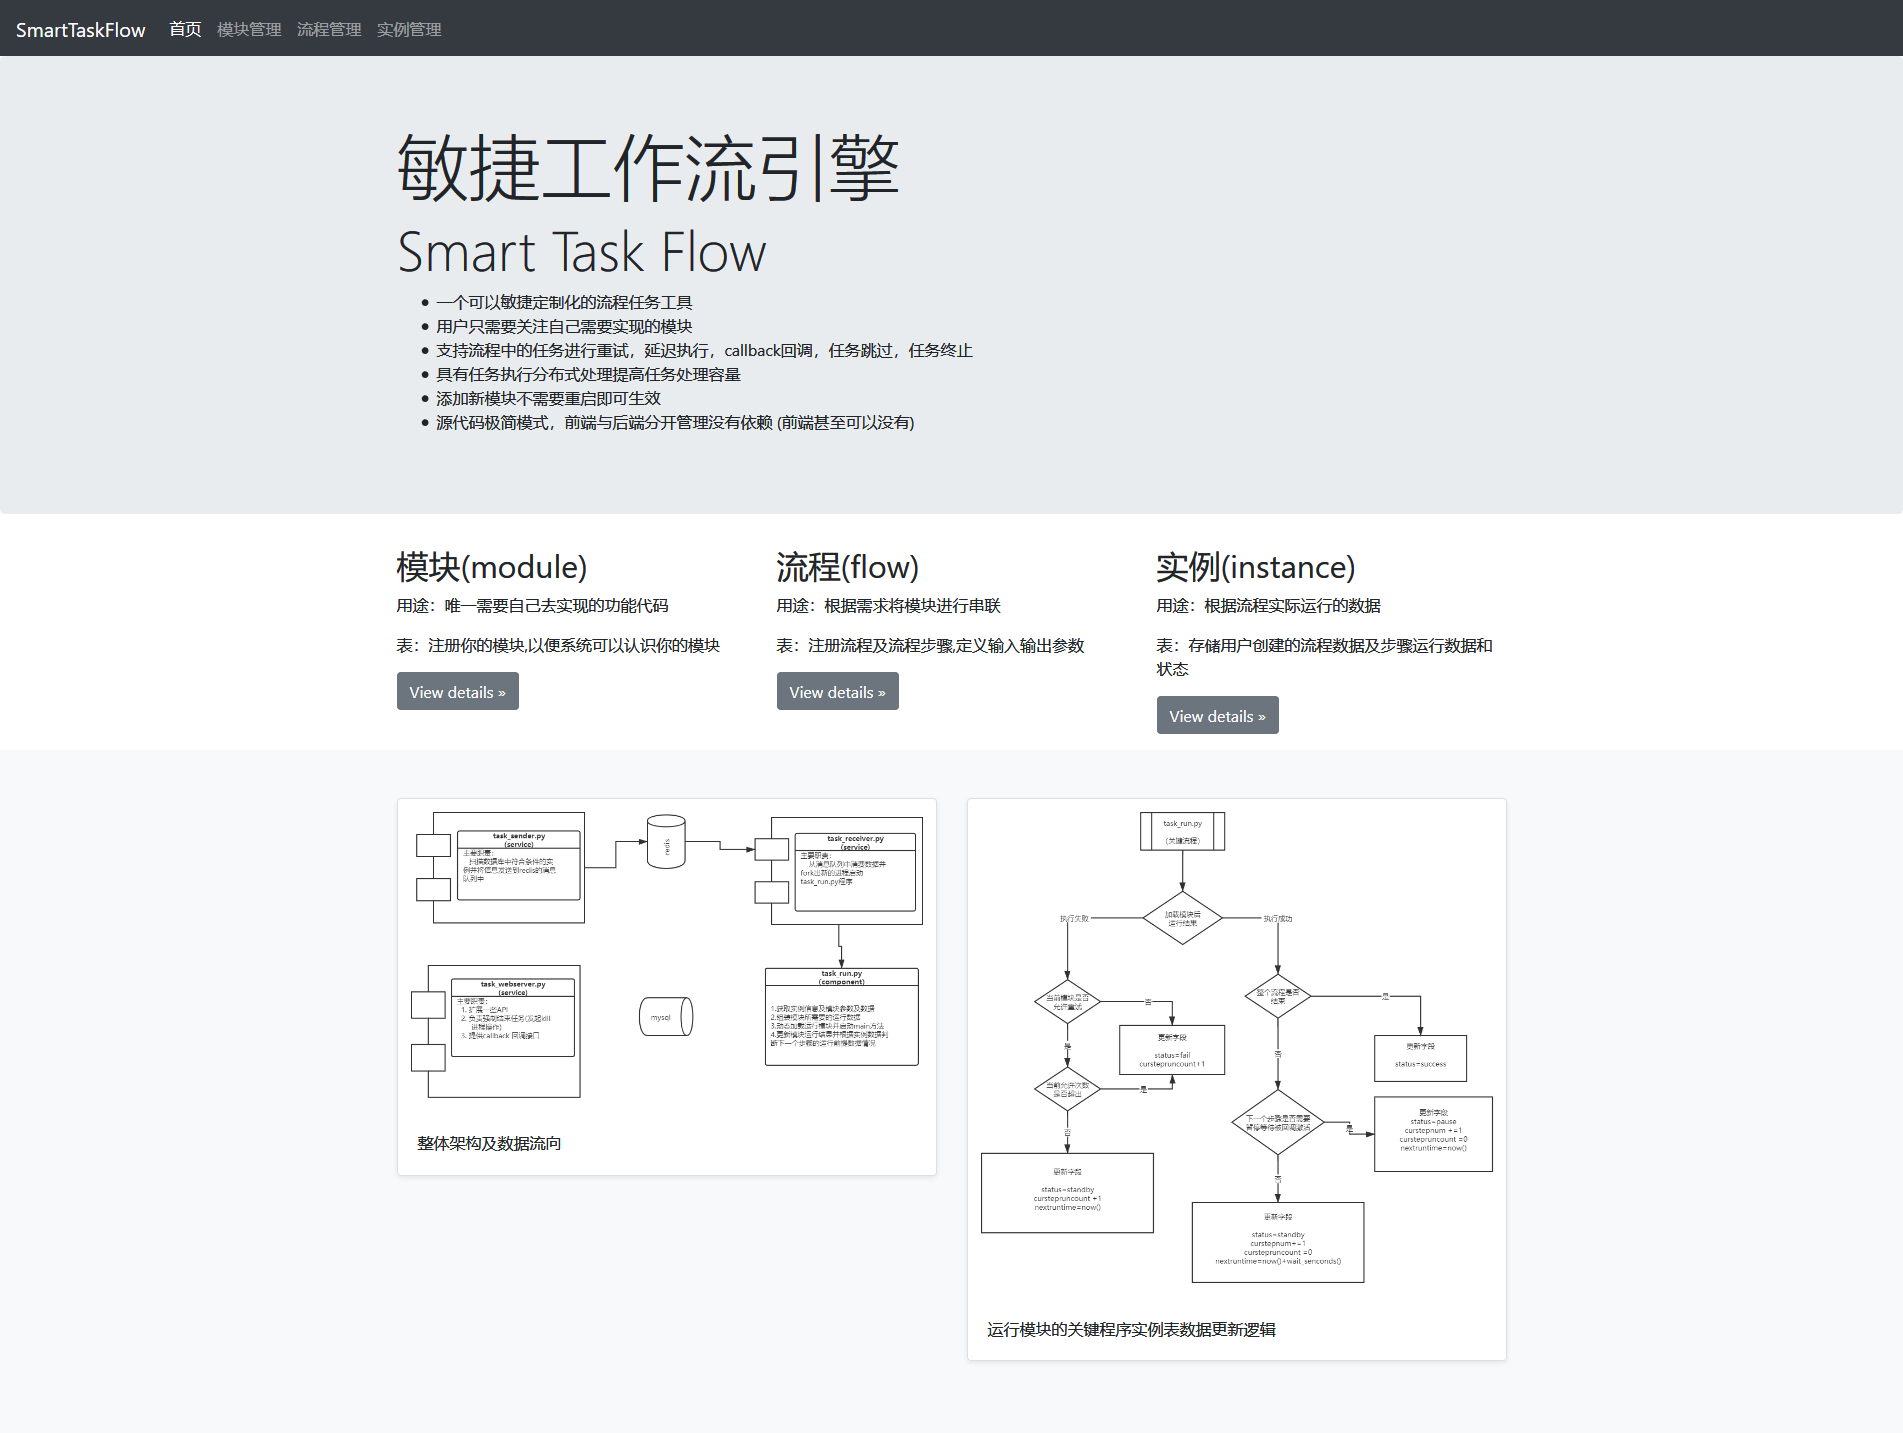 SmartTaskFlow 首页 模块管理 流程管理 实例管理
敏捷工作流引擎
Smart Task Flow
一个可以敏捷定制化的流程任务工具
用户只需要关注自己需要实现的模块
支持流程中的任务进行重试，延迟执行，callback回调，任务跳过，任务终止
具有任务执行分布式处理提高任务处理容量
添加新模块不需要重启即可生效
源代码极简模式，前端与后端分开管理没有依赖 (前端甚至可以没有)
模块(module)
用途：唯一需要自己去实现的功能代码
表：注册你的模块,以便系统可以认识你的模块
View details »
流程(flow)
用途：根据需求将模块进行串联
表：注册流程及流程步骤,定义输入输出参数
View details »
实例(instance)
用途：根据流程实际运行的数据
表：存储用户创建的流程数据及步骤运行数据和
状态
View details »
task_sender.py
(service)
主要职责：
扫描数据库中符合条件的实
例并将信息发送到redis的消息
队列中
redis
task_receiver.py
(service)
主要职责：
从消息队列中消费数据并
fork出新的进程启动
task_run.py程序
task_webserver.py
(service)
主要职责：
1. 扩展一些API
2. 负责强制结束任务(发起kill
进程操作)
3. 提供callback 回调接口
mysql
task_run.py
(component)
1.获取实例信息及模块参数及数据
2.组装模块所需要的运行数据
3.动态加载运行模块并启动main方法
4.更新模块运行结果并根据实例数据判
断下一个步骤的运行前提数据情况
整体架构及数据流向
task_run.py
(关键流程)
加载模块后
运行结果
执行失败
执行成功
当前模块是否
允许重试
否
更新字段
status=fail
curstepruncount+1
是
当前允许次数
是否超出
是
否
更新字段
status=standby
curstepruncount +1
nextruntime=now()
整个流程是否
结束
是
更新字段
status=success
否
下一个步骤是否需要
暂停等待被回调激活
是
更新字段
status=pause
curstepnum +=1
curstepruncount =0
nextruntime=now()
否
更新字段
status=standby
curstepnum+=1
curstepruncount =0
nextruntime=now()+wait_senconds()
运行模块的关键程序实例表数据更新逻辑